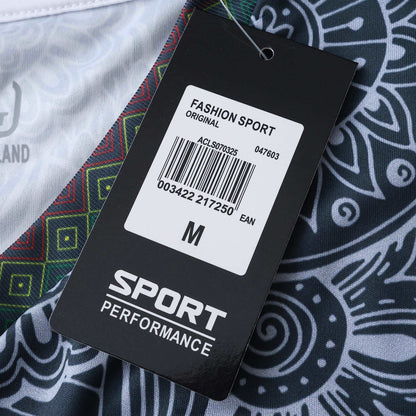 FASHION SPORT
ORIGINAL
ACLS070325 047603
003422 217250 EAN
M
SPORT
PERFORMANCE
LAND